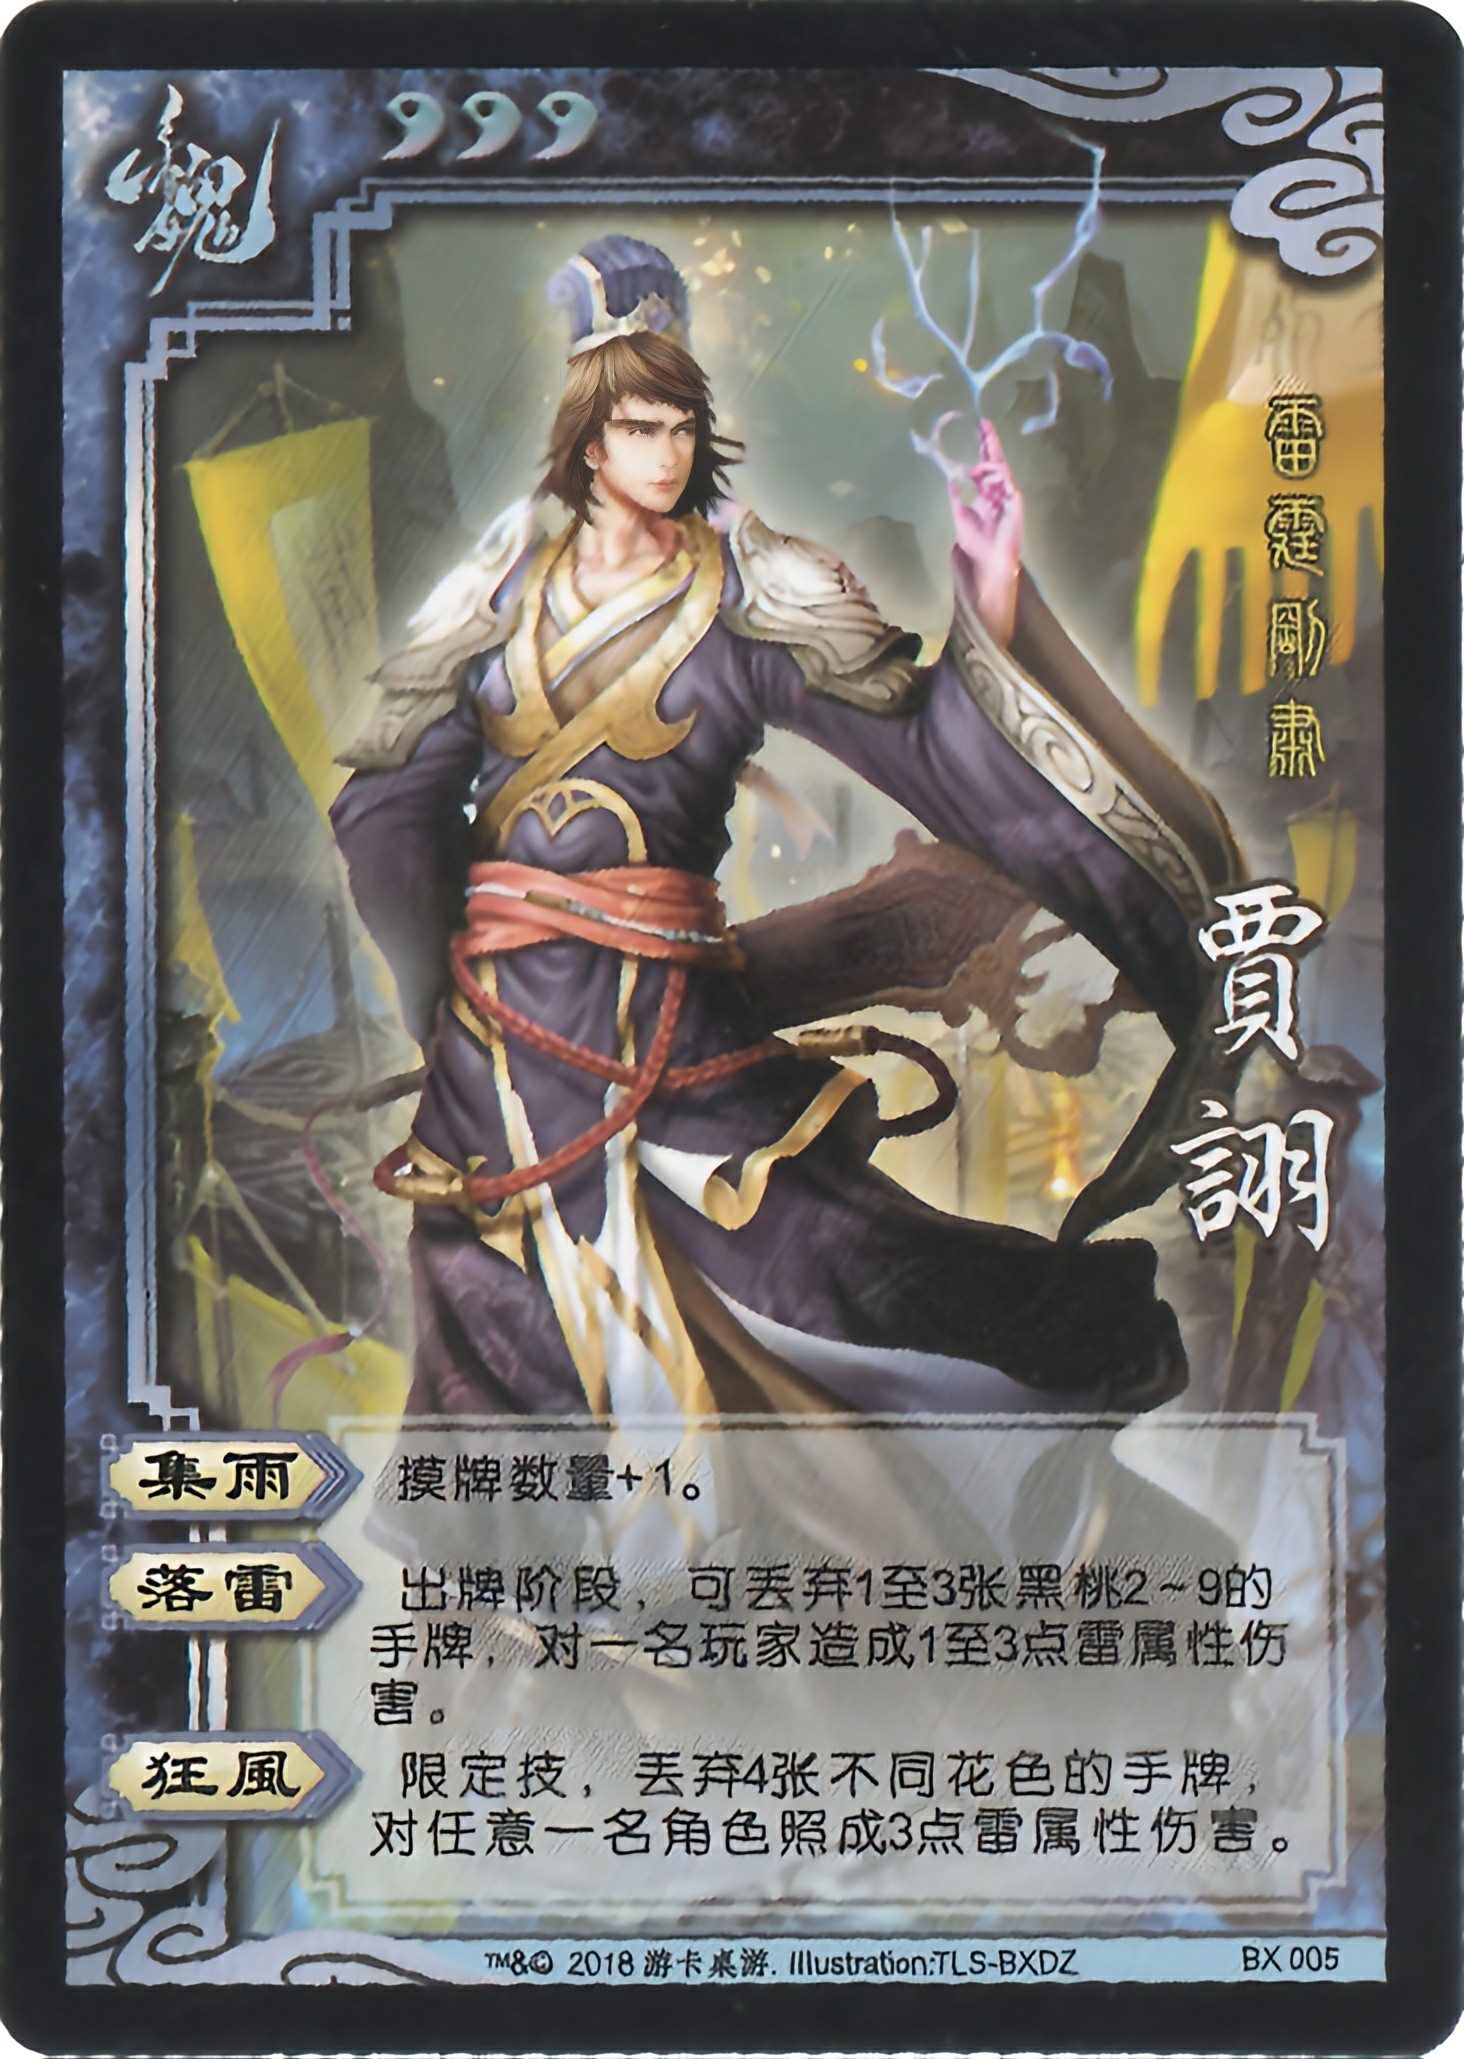 魏
雷霆剛肅
賈詡
集雨
摸牌数量+1。
落雷
出牌阶段，可丢弃1至3张黑桃2~9的
手牌，对一名玩家造成1至3点雷属性伤
害。
狂風
限定技，丢弃4张不同花色的手牌，
对任意一名角色照成3点雷属性伤害。
™&© 2018 游卡桌游. Illustration:TLS-BXDZ
BX 005